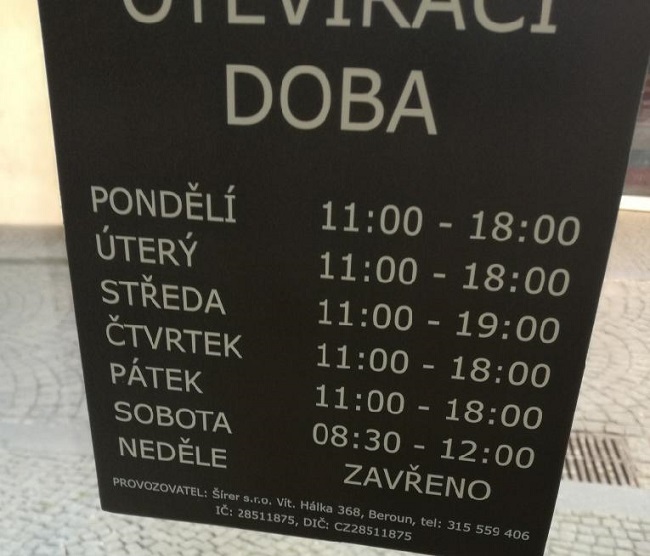 OTEVÍRACÍ
DOBA
PONDĚLÍ 11:00 - 18:00
ÚTERÝ 11:00 - 18:00
STŘEDA 11:00 - 19:00
ČTVRTEK 11:00 - 18:00
PÁTEK 11:00 - 18:00
SOBOTA 08:30 - 12:00
NEDĚLE ZAVŘENO
PROVOZOVATEL: Šírer s.r.o. Vít. Hálka 368, Beroun, tel: 315 559 406
IČ: 28511875, DIČ: CZ28511875